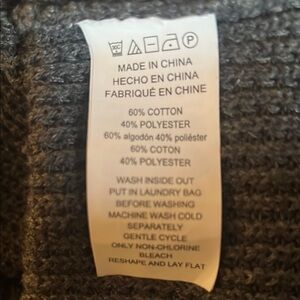 MADE IN CHINA
HECHO EN CHINA
FABRIQUÉ EN CHINE
60% COTTON
40% POLYESTER
60% algodón 40% poliéster
60% COTON
40% POLYESTER
WASH INSIDE OUT
PUT IN LAUNDRY BAG
BEFORE WASHING
MACHINE WASH COLD
SEPARATELY
GENTLE CYCLE
ONLY NON-CHLORINE
BLEACH
RESHAPE AND LAY FLAT